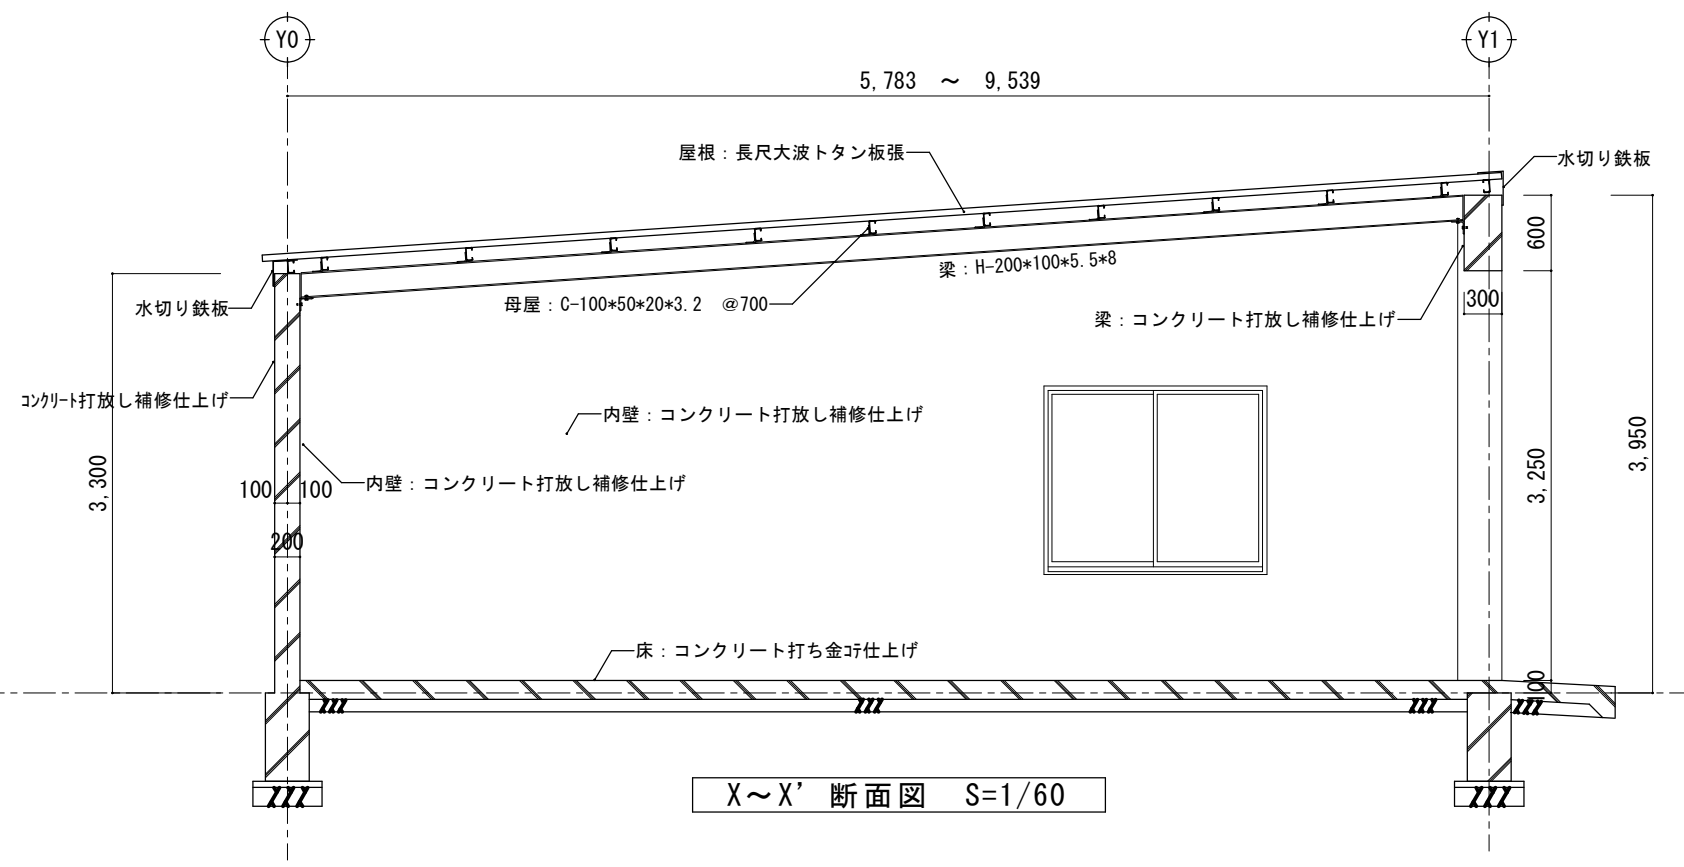 Y0
Y1
5,783 ～ 9,539
屋根：長尺大波トタン板張
水切り鉄板
600
梁：H-200*100*5.5*8
母屋：C-100*50*20*3.2 @700
水切り鉄板
300
梁：コンクリート打放し補修仕上げ
コンクリート打放し補修仕上げ
内壁：コンクリート打放し補修仕上げ
3,950
3,300
3,250
内壁：コンクリート打放し補修仕上げ
100
100
200
床：コンクリート打ち金コテ仕上げ
100
X～X’ 断面図 S=1/60